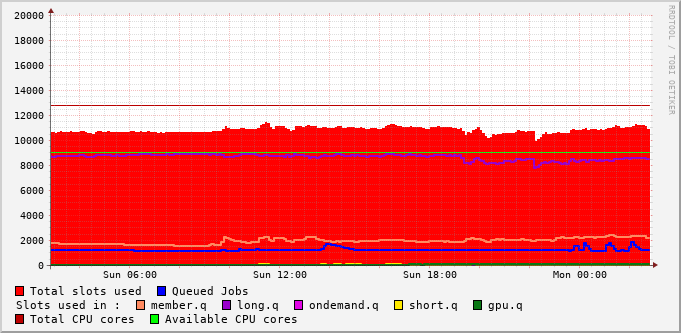 RRDTOOL / TOBI OETIKER
20000
18000
16000
14000
12000
10000
8000
6000
4000
2000
0
Sun 06:00 Sun 12:00 Sun 18:00 Mon 00:00
Total slots used Queued Jobs
Slots used in : member.q long.q ondemand.q short.q gpu.q
Total CPU cores Available CPU cores